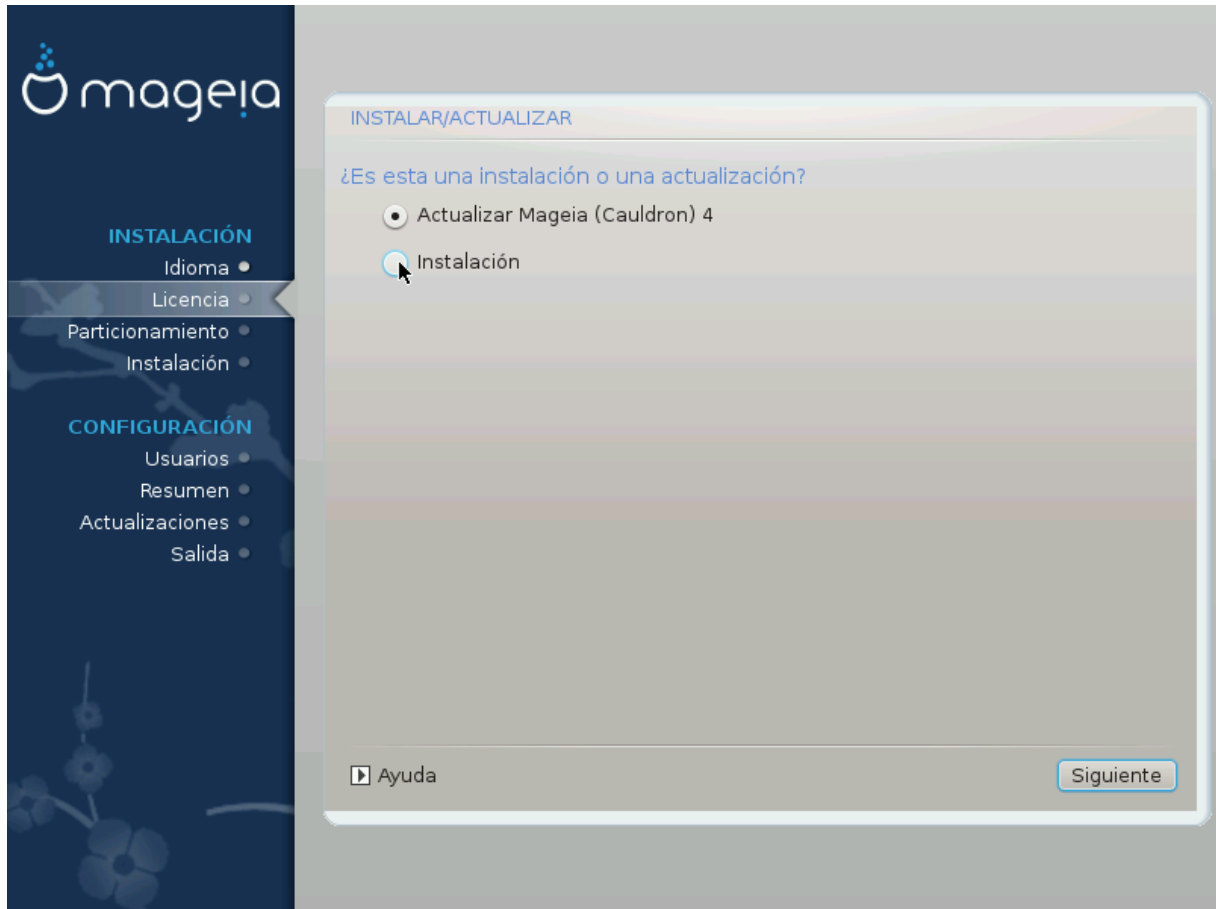 mageia
INSTALACIÓN
Idioma
Licencia
Particionamiento
Instalación
CONFIGURACIÓN
Usuarios
Resumen
Actualizaciones
Salida
INSTALAR/ACTUALIZAR
¿Es esta una instalación o una actualización?
Actualizar Mageia (Cauldron) 4
Instalación
Ayuda
Siguiente